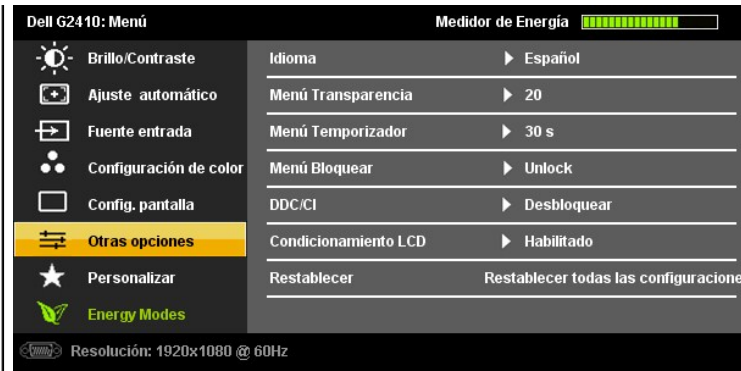 Dell G2410: Menú Medidor de Energía
Brillo/Contraste Idioma Español
Ajuste automático Menú Transparencia 20
Fuente entrada Menú Temporizador 30 s
Configuración de color Menú Bloquear Unlock
Config. pantalla DDC/CI Desbloquear
Otras opciones Condicionamiento LCD Habilitado
Personalizar Restablecer Restablecer todas las configuracione
Energy Modes
Resolución: 1920x1080 @ 60Hz